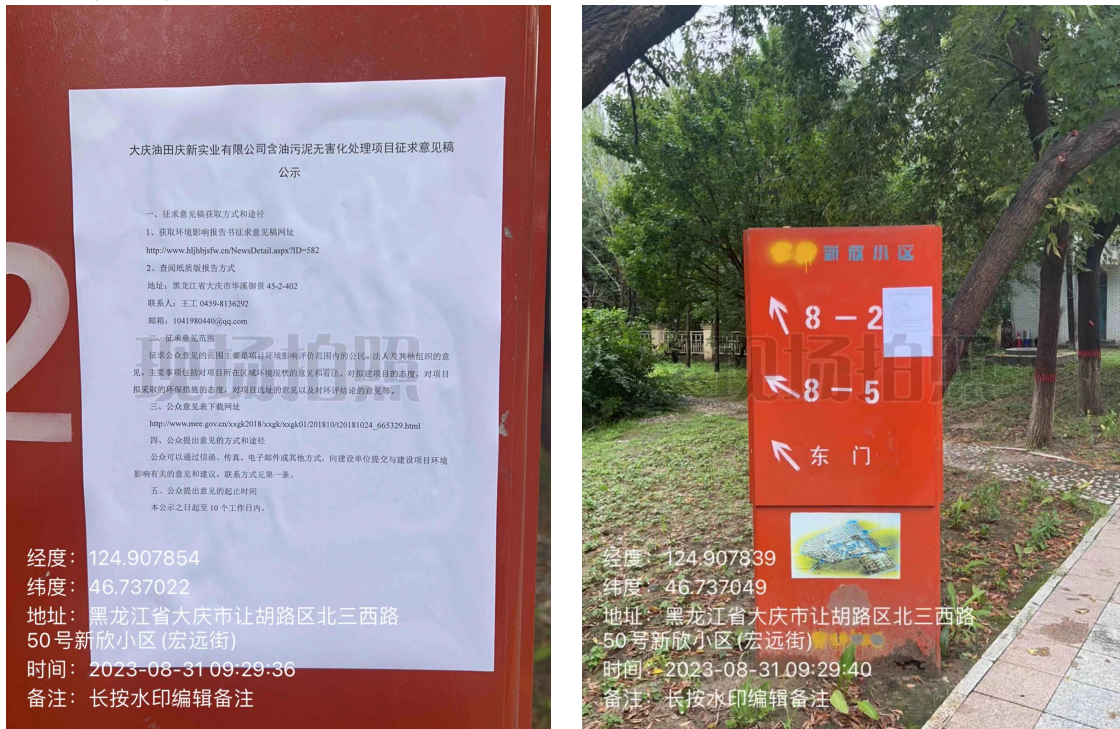 大庆油田庆新实业有限公司含油污泥无害化处理项目征求意见稿
公示
一、征求意见稿获取方式和途径
1、获取环境影响报告书征求意见稿网址
http://www.hljhbjsfw.cn/NewsDetail.aspx?ID=582
2、查阅纸质版报告方式
地址：黑龙江省大庆市华溪御景 45-2-402
联系人：王工 0459-8136292
邮箱：1041980440@qq.com
二、征求意见范围
征求公众意见的范围主要是项目环境影响评价范围内的公民、法人及其他组织的意
见，主要事项包括对项目所在区域环境现状的意见和看法，对拟建项目的态度，对项目
拟采取的环保措施的态度，对项目选址的意见以及对环评结论的意见等。
三、公众意见表下载网址
http://www.mee.gov.cn/xxgk2018/xxgk/xxgk01/201810/t20181024_665329.html
四、公众提出意见的方式和途径
公众可以通过信函、传真、电子邮件或其他方式，向建设单位提交与建设项目环境
影响有关的意见和建议，联系方式见第一条。
五、公众提出意见的起止时间
本公示之日起至 10 个工作日内。
2
现场拍照
经度：124.907854
纬度：46.737022
地址：黑龙江省大庆市让胡路区北三西路
50号新欣小区(宏远街)
时间：2023-08-31 09:29:36
备注：长按水印编辑备注
新欣小区
8－2
8－5
东 门
现场拍照
经度：124.907839
纬度：46.737049
地址：黑龙江省大庆市让胡路区北三西路
50号新欣小区(宏远街)
时间：2023-08-31 09:29:40
备注：长按水印编辑备注